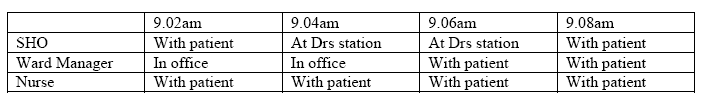 9.02am 9.04am 9.06am 9.08am
SHO With patient At Drs station At Drs station With patient
Ward Manager In office In office With patient With patient
Nurse With patient With patient With patient With patient